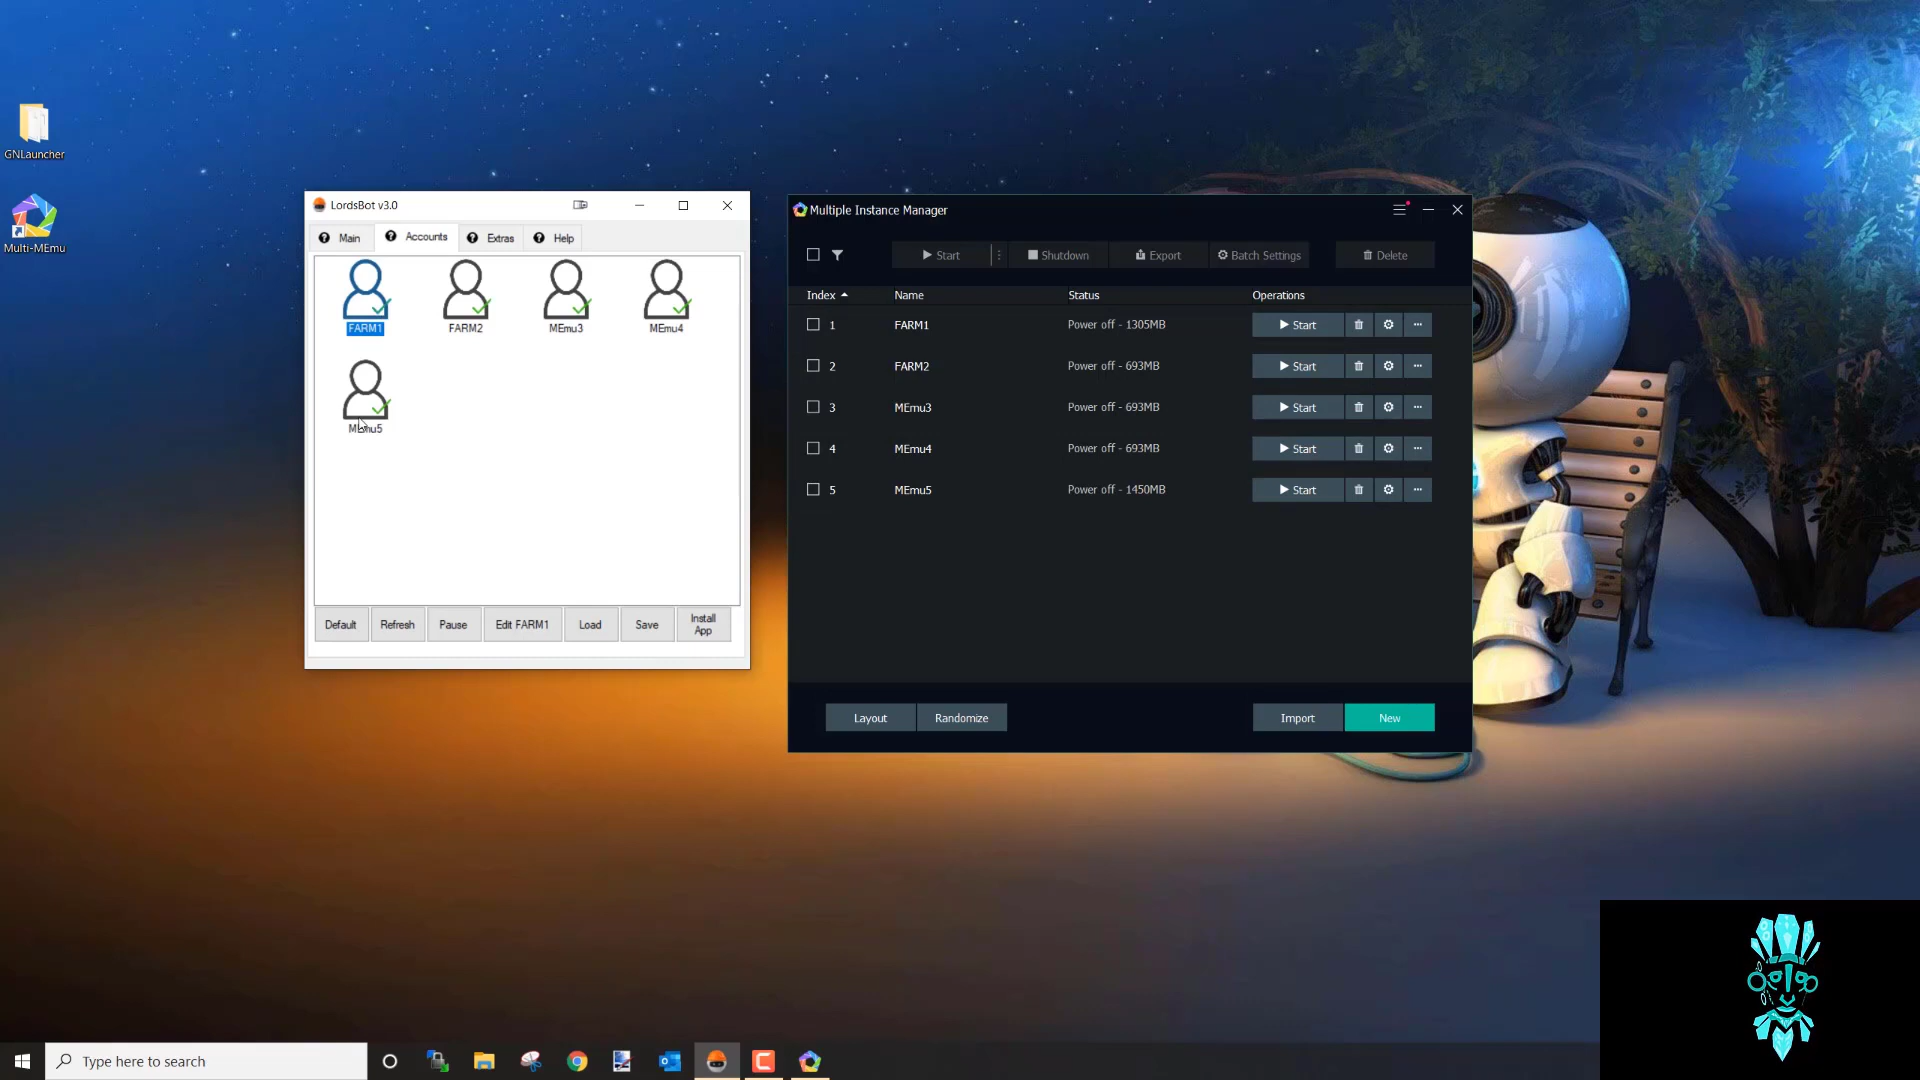 GNLauncher
Multi-MEmu
LordsBot v3.0
Main
Accounts
Extras
Help
FARM1
FARM2
MEmu3
MEmu4
MEmu5
Default
Refresh
Pause
Edit FARM1
Load
Save
Install
App
Multiple Instance Manager
Start
Shutdown
Export
Batch Settings
Delete
Index Name Status Operations
1 FARM1 Power off - 1305MB Start
2 FARM2 Power off - 693MB Start
3 MEmu3 Power off - 693MB Start
4 MEmu4 Power off - 693MB Start
5 MEmu5 Power off - 1450MB Start
Layout
Randomize
Import
New
Type here to search